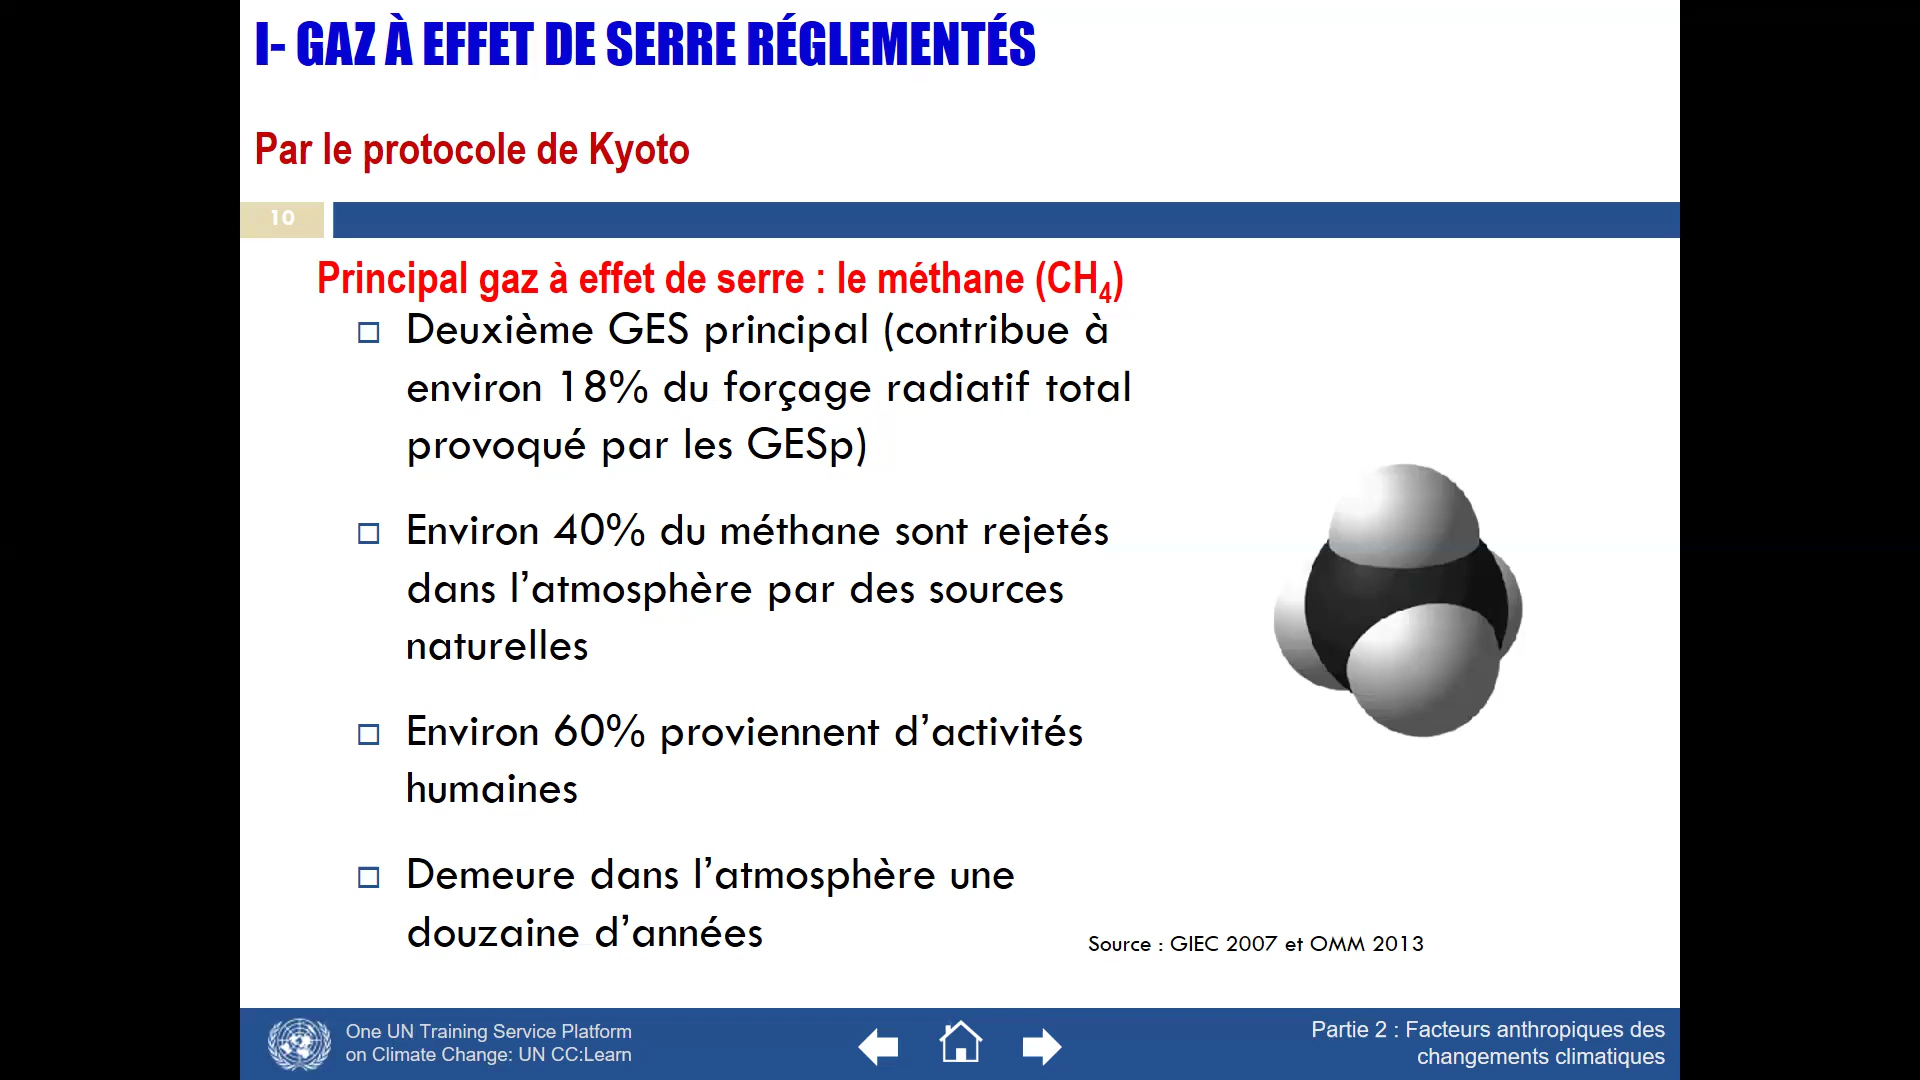 I- GAZ À EFFET DE SERRE RÉGLEMENTÉS
Par le protocole de Kyoto
10
Principal gaz à effet de serre : le méthane (CH₄)
Deuxième GES principal (contribue à
environ 18% du forçage radiatif total
provoqué par les GESp)
Environ 40% du méthane sont rejetés
dans l’atmosphère par des sources
naturelles
Environ 60% proviennent d’activités
humaines
Demeure dans l’atmosphère une
douzaine d’années
Source : GIEC 2007 et OMM 2013
One UN Training Service Platform
on Climate Change: UN CC:Learn
Partie 2 : Facteurs anthropiques des
changements climatiques